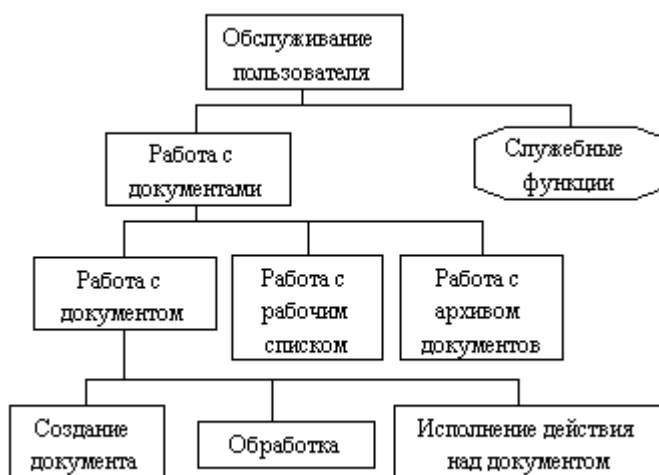 Обслуживание
пользователя
Работа с
документами
Служебные
функции
Работа с
документом
Работа с
рабочим
списком
Работа с
архивом
документов
Создание
документа
Обработка
Исполнение действия
над документом